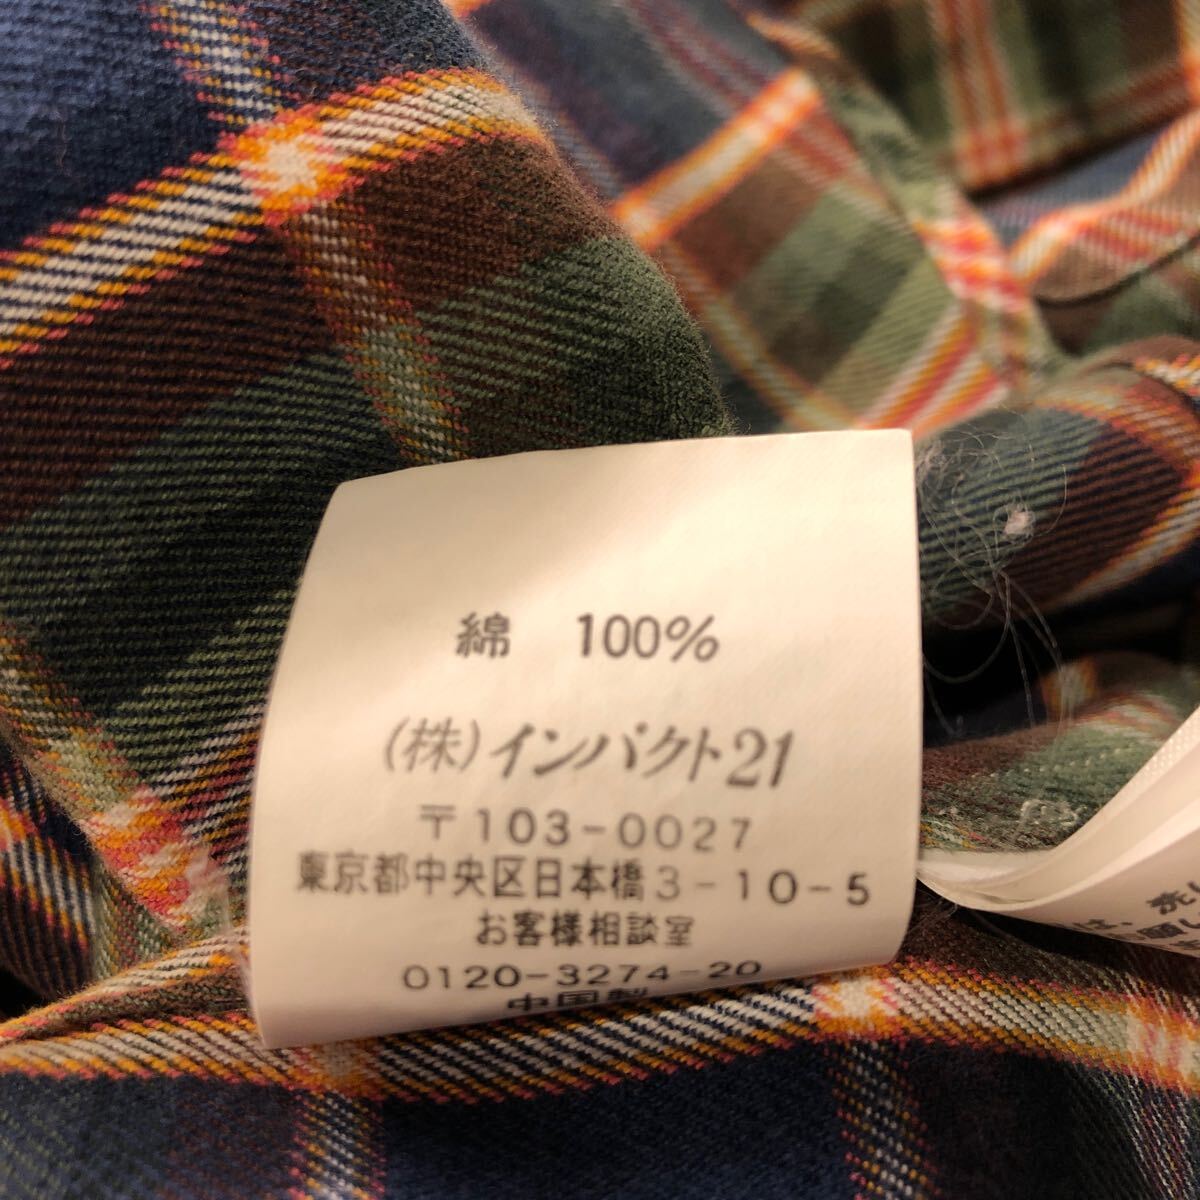 綿 100%
(株)インパクト21
〒103-0027
東京都中央区日本橋3-10-5
お客様相談室
0120-3274-20
中国製